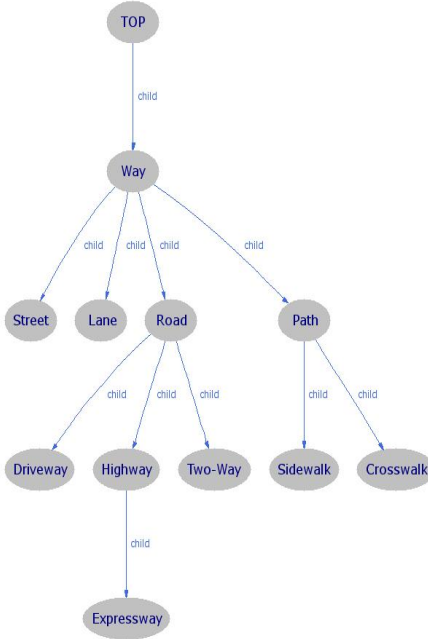 TOP
child
Way
child child child child
Street Lane Road Path
child child child child child
Driveway Highway Two-Way Sidewalk Crosswalk
child
Expressway